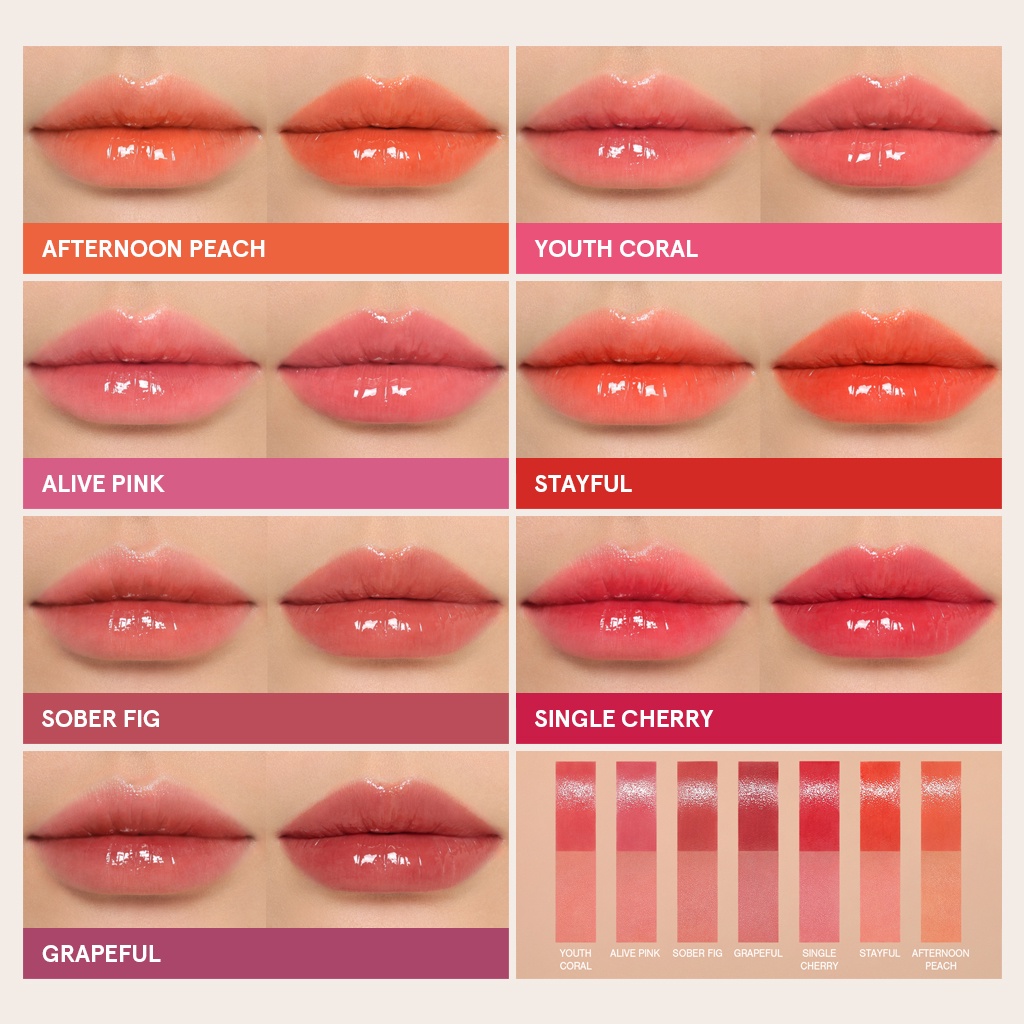 AFTERNOON PEACH
YOUTH CORAL
ALIVE PINK
STAYFUL
SOBER FIG
SINGLE CHERRY
GRAPEFUL
YOUTH CORAL
ALIVE PINK
SOBER FIG
GRAPEFUL
SINGLE CHERRY
STAYFUL
AFTERNOON PEACH